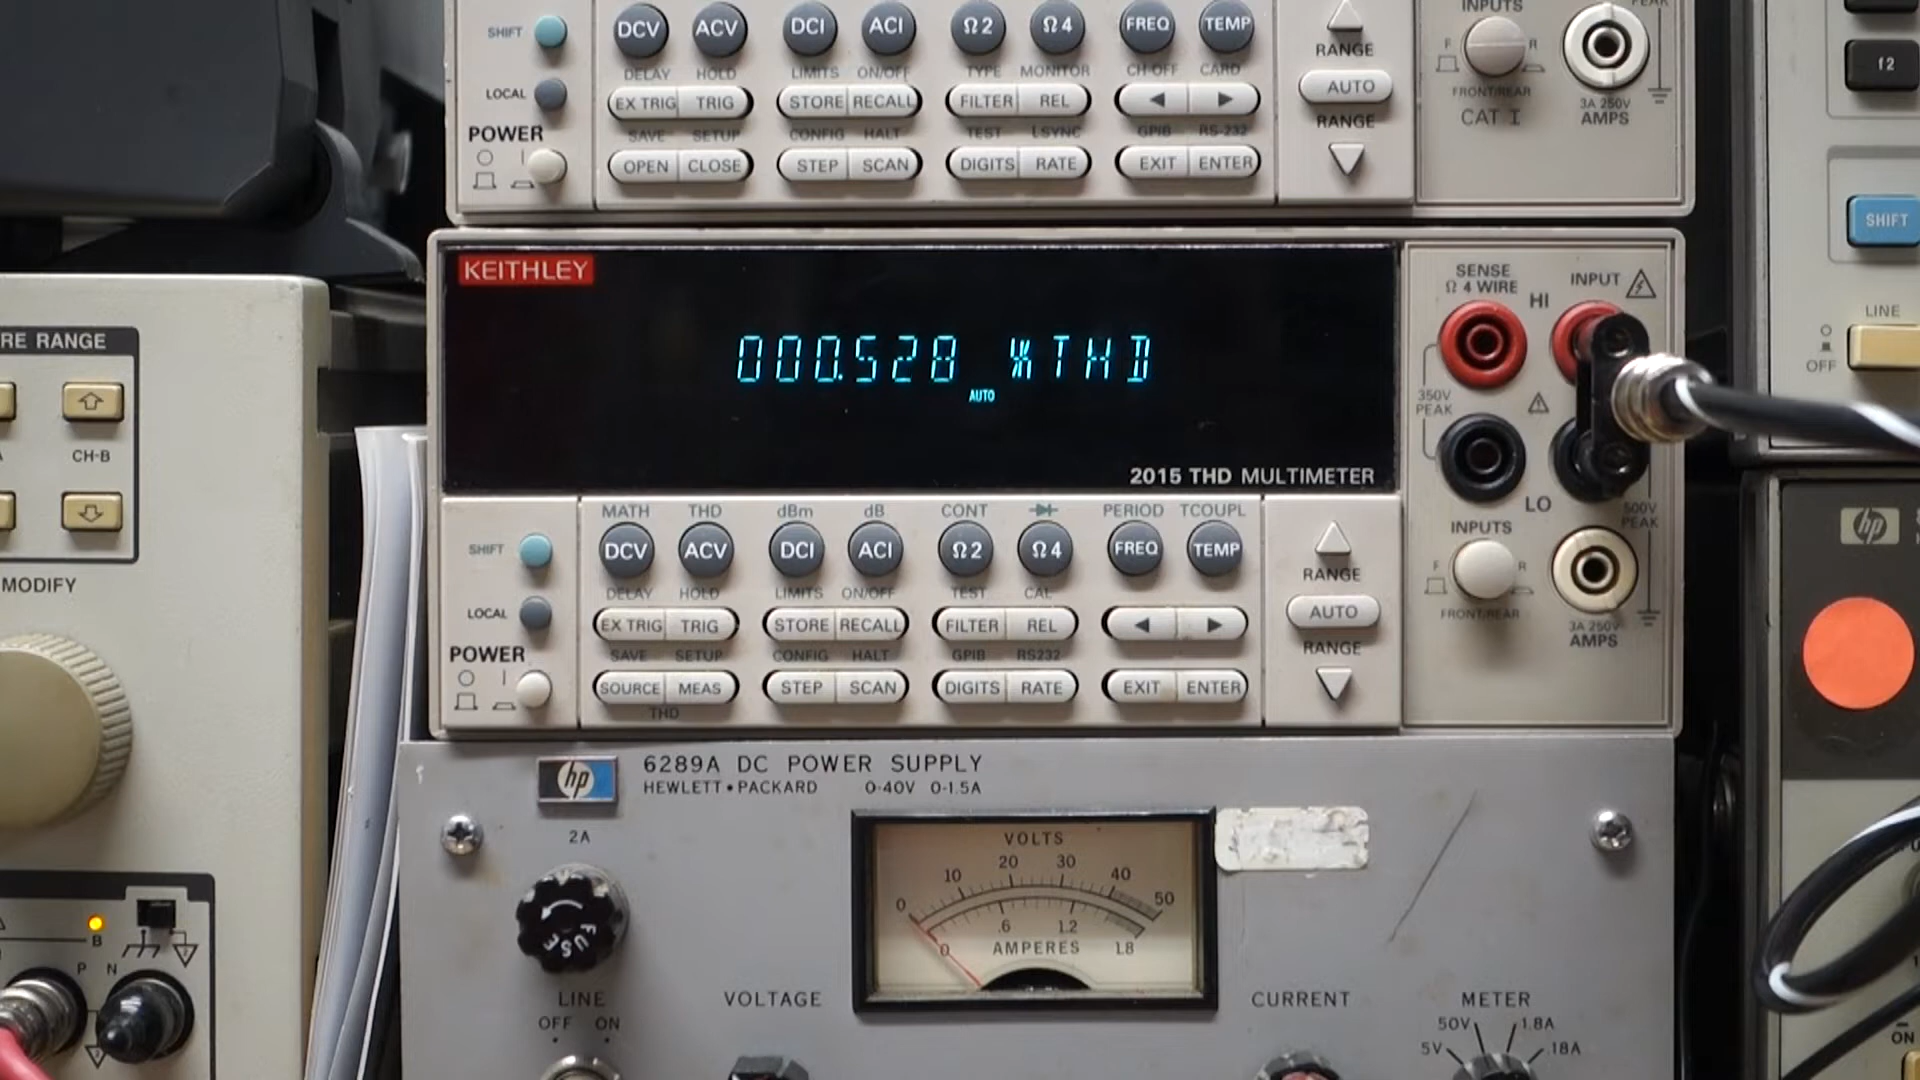 SHIFT DCV ACV DCI ACI Ω2 Ω4 FREQ TEMP
RANGE
DELAY HOLD LIMITS ON/OFF TYPE MONITOR CH-OFF CARD
LOCAL EX TRIG TRIG STORE RECALL FILTER REL ◄ ► AUTO
POWER SAVE SETUP CONFIG HALT TEST LSYNC GPIB RS-232
RANGE
OPEN CLOSE STEP SCAN DIGITS RATE EXIT ENTER
INPUTS
PEAK
F R
FRONT/REAR
CAT I
3A 250V
AMPS
f2
SHIFT
LINE
OFF
KEITHLEY
000.528 %THD
AUTO
2015 THD MULTIMETER
SENSE
Ω 4 WIRE
HI
INPUT
350V
PEAK
LO
500V
PEAK
INPUTS
F R
FRONT/REAR
3A 250V
AMPS
MATH THD dBm dB CONT PERIOD TCOUPL
SHIFT DCV ACV DCI ACI Ω2 Ω4 FREQ TEMP
RANGE
DELAY HOLD LIMITS ON/OFF TEST CAL
LOCAL EX TRIG TRIG STORE RECALL FILTER REL ◄ ► AUTO
POWER SAVE SETUP CONFIG HALT GPIB RS232
RANGE
SOURCE MEAS STEP SCAN DIGITS RATE EXIT ENTER
THD
RE RANGE
CH-B
MODIFY
B
P N
hp
hp
6289A DC POWER SUPPLY
HEWLETT•PACKARD 0-40V 0-1.5A
2A
FUSE
VOLTS
0 10 20 30 40 50
0 .6 1.2 1.8
AMPERES
LINE
OFF ON
VOLTAGE
CURRENT
METER
50V 1.8A
5V .18A
ON